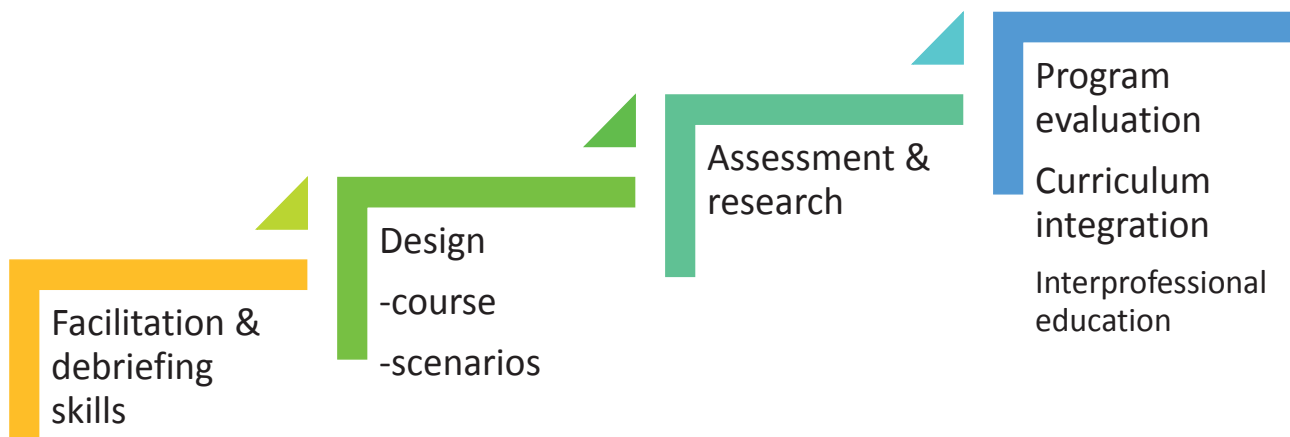 Facilitation &
debriefing
skills
Design
-course
-scenarios
Assessment &
research
Program
evaluation
Curriculum
integration
Interprofessional
education